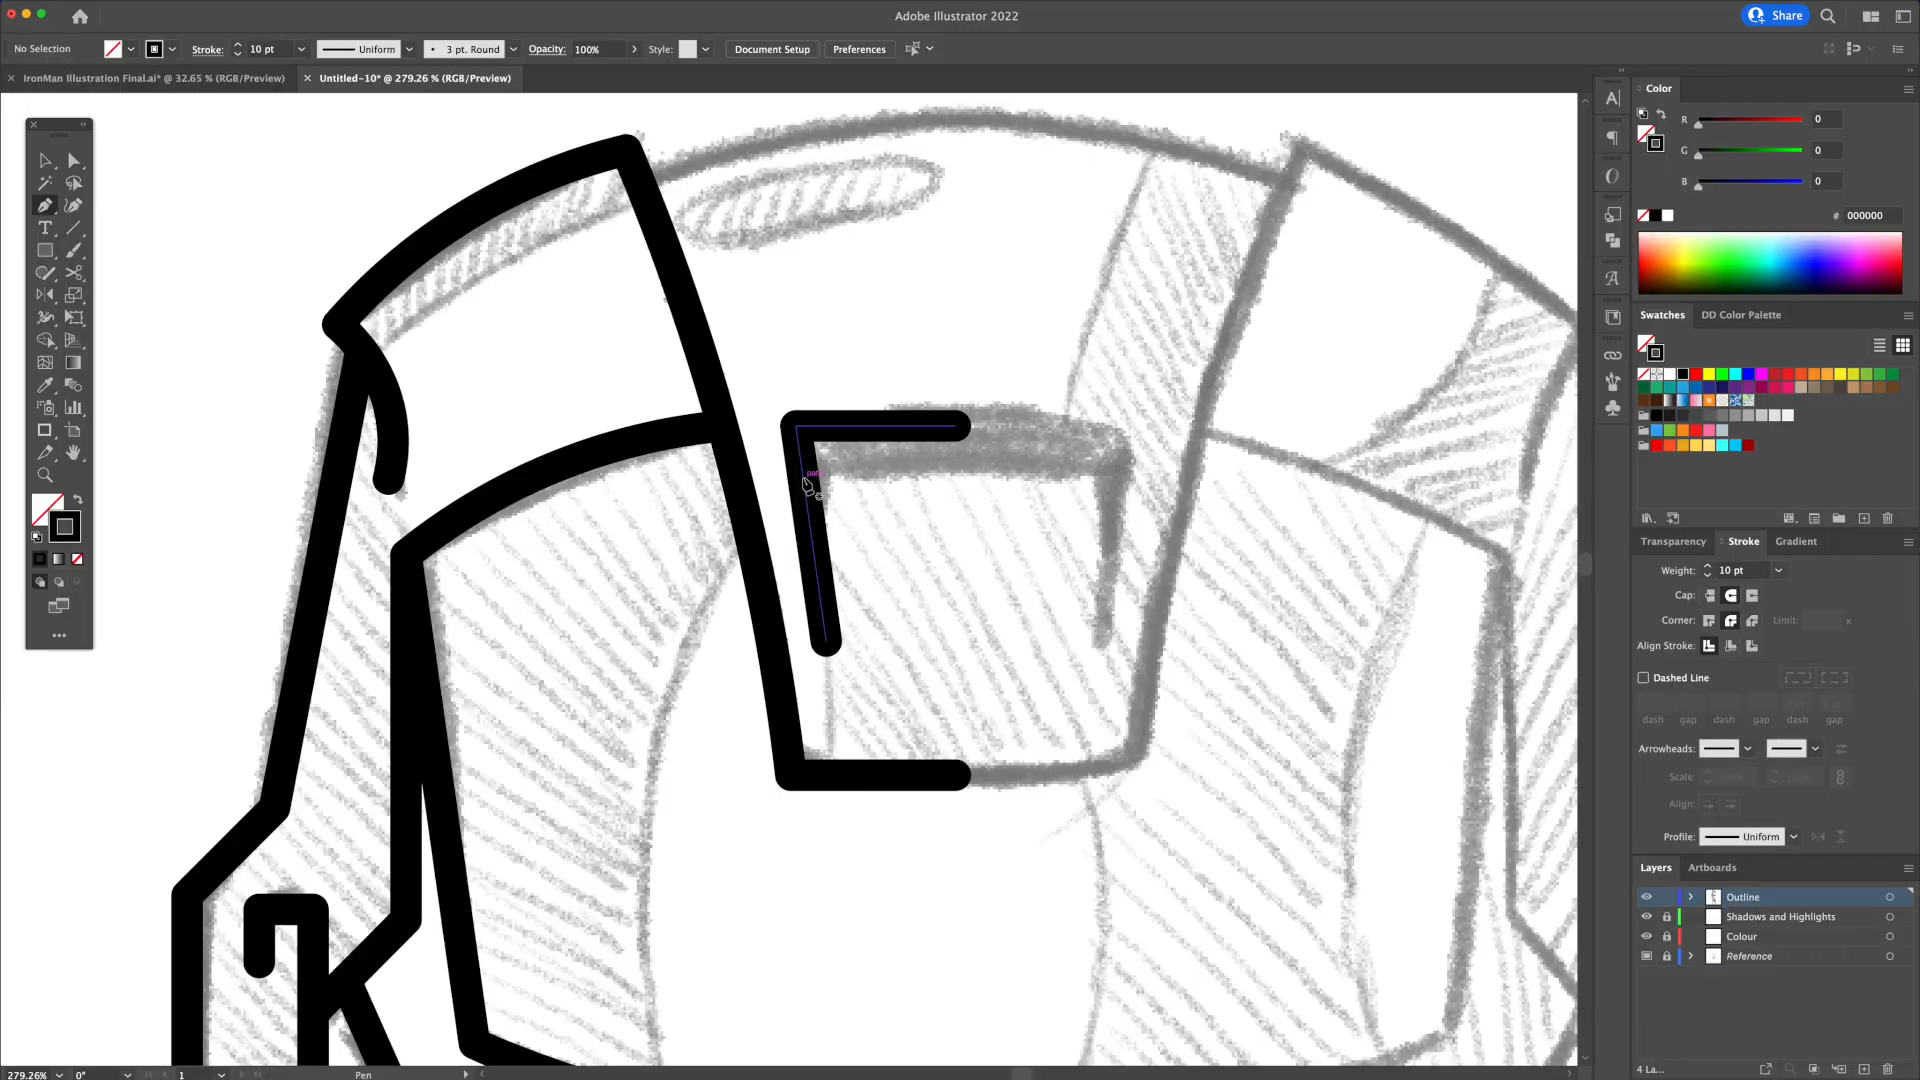 Adobe Illustrator 2022
Share
No Selection
Stroke:
10 pt
Uniform
3 pt. Round
Opacity:
100%
Style:
Document Setup
Preferences
IronMan Illustration Final.ai* @ 32.65 % (RGB/Preview)
Untitled-10* @ 279.26 % (RGB/Preview)
Color
R
0
G
0
B
0
#
000000
Swatches
DD Color Palette
Transparency
Stroke
Gradient
Weight:
10 pt
Cap:
Corner:
Limit:
x
Align Stroke:
Dashed Line
dash
gap
dash
gap
dash
gap
Arrowheads:
Scale:
Align:
Profile:
Uniform
Layers
Artboards
Outline
Shadows and Highlights
Colour
Reference
4 La...
279.26%
0°
1
Pen